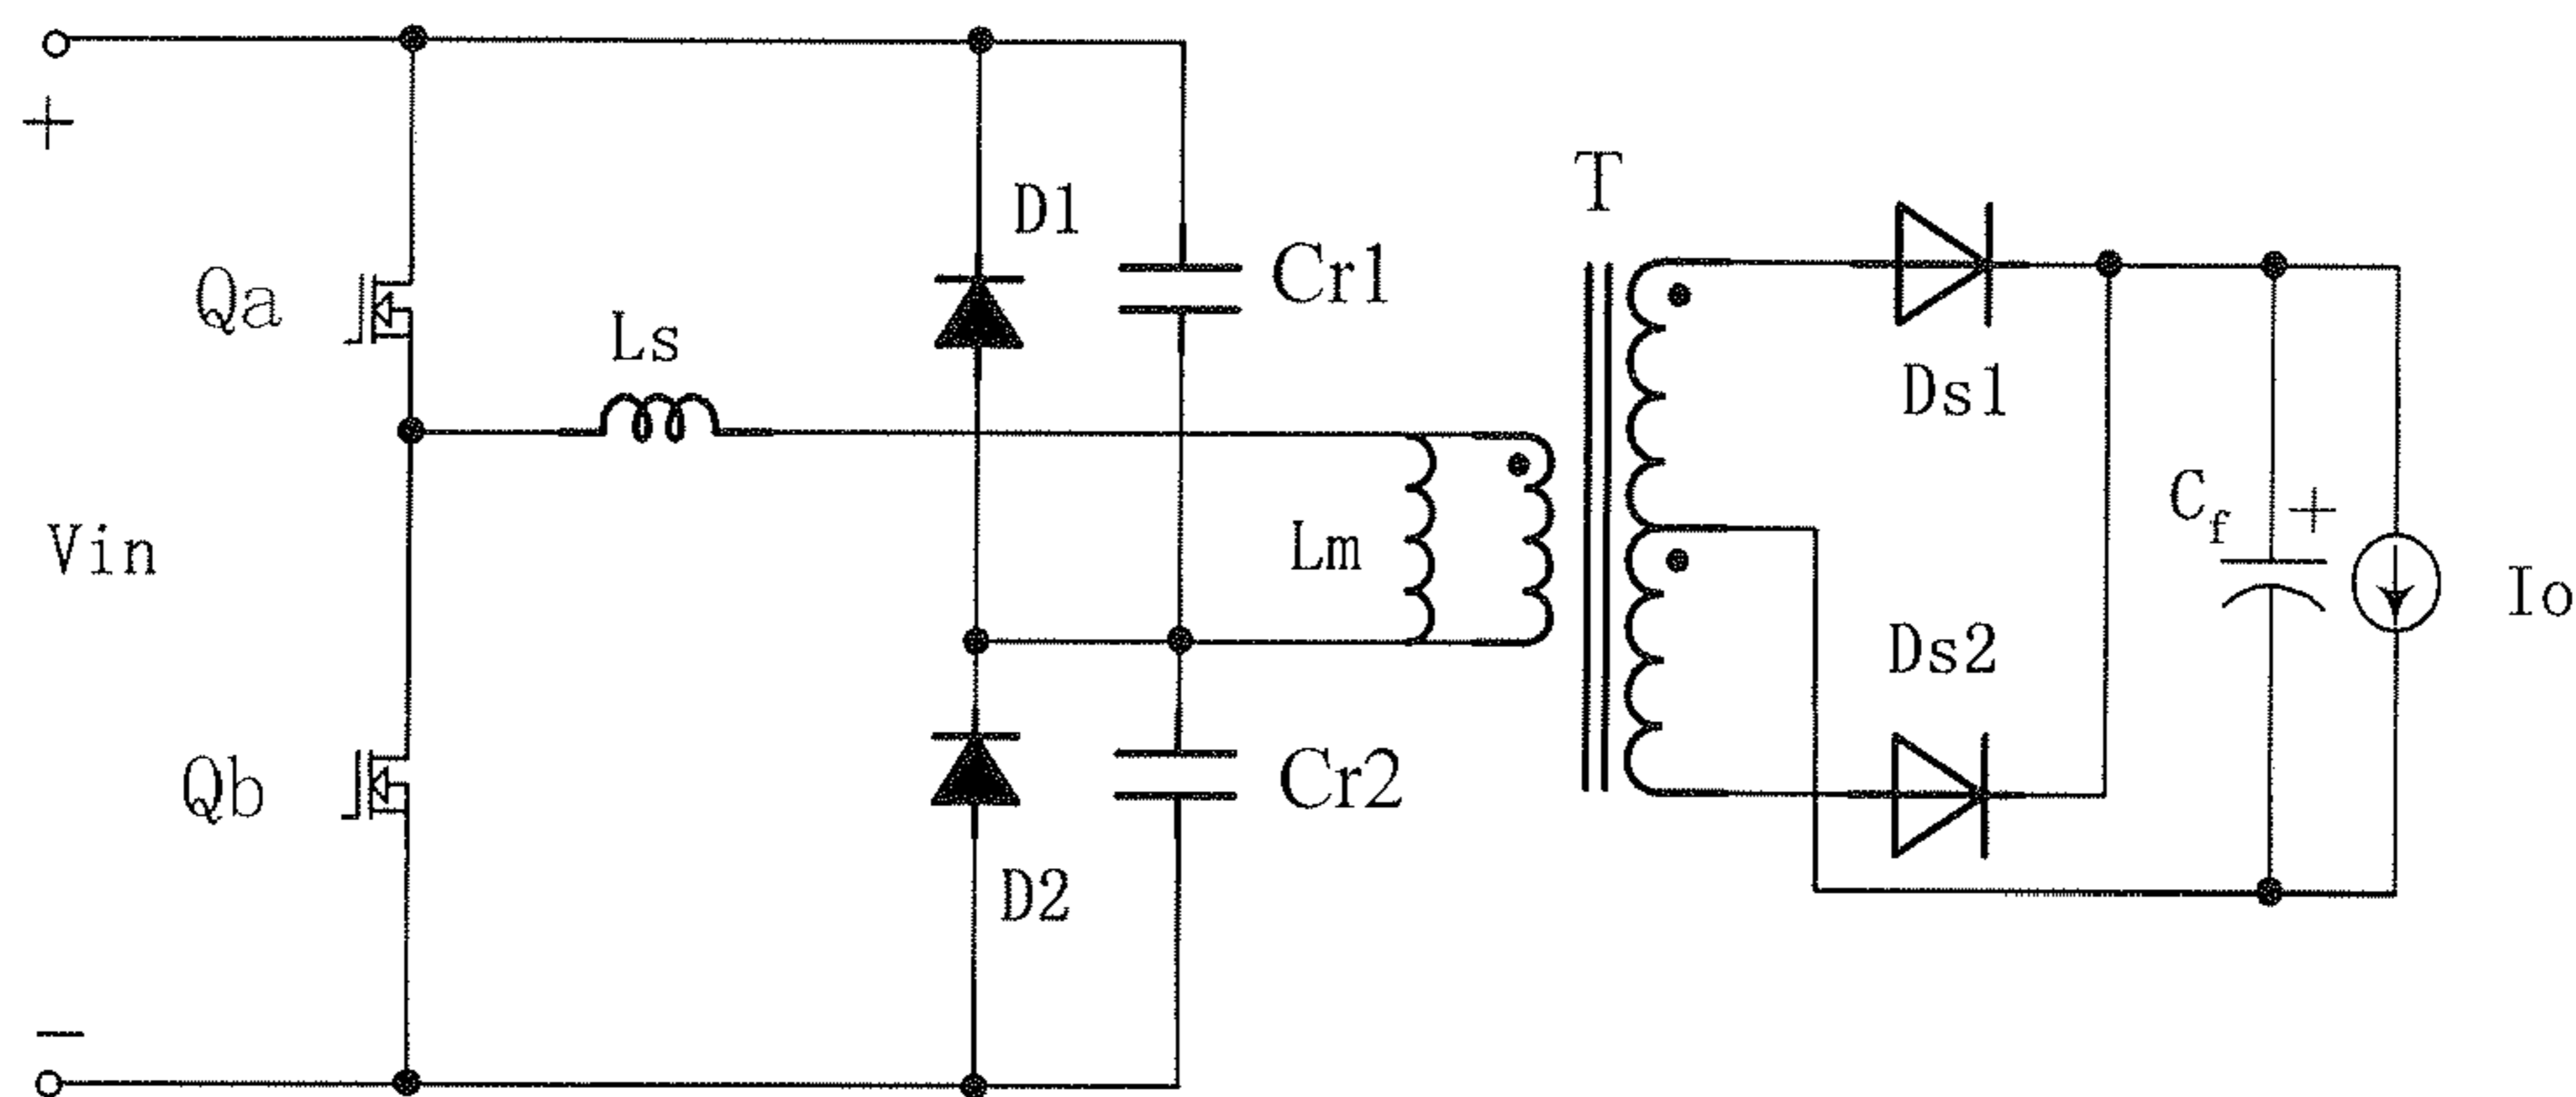 +
D1
T
Qa
Ls
Cr1
Ds1
Vin
Lm
Cf
+
Io
Ds2
Qb
Cr2
D2
−